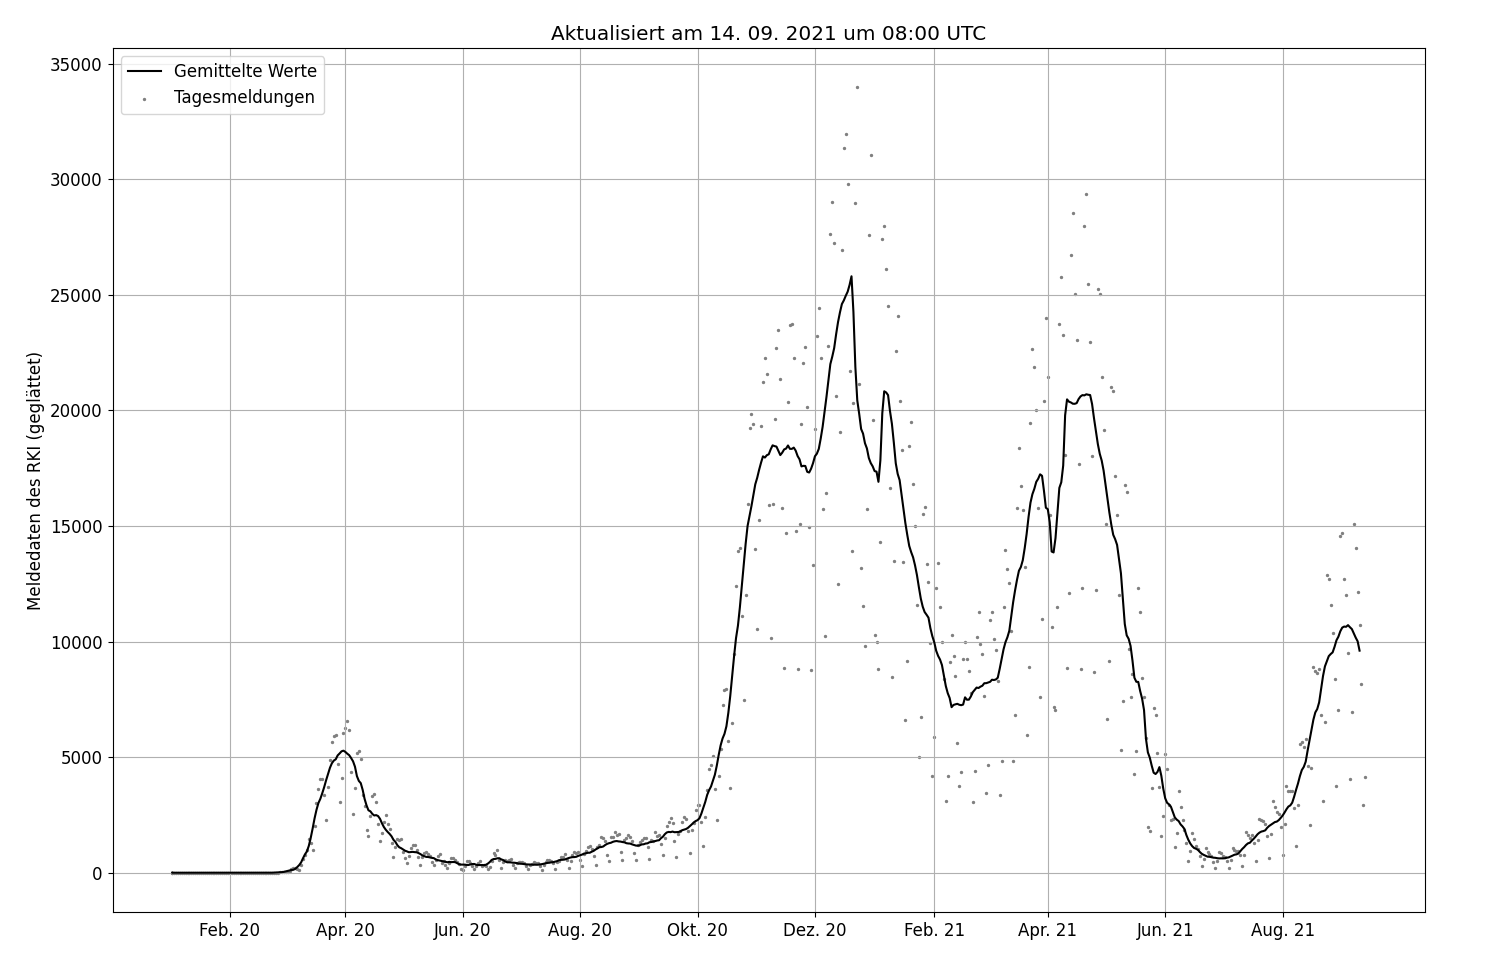 Aktualisiert am 14. 09. 2021 um 08:00 UTC
Gemittelte Werte
Tagesmeldungen
Meldedaten des RKI (geglättet)
35000
30000
25000
20000
15000
10000
5000
0
Feb. 20 Apr. 20 Jun. 20 Aug. 20 Okt. 20 Dez. 20 Feb. 21 Apr. 21 Jun. 21 Aug. 21